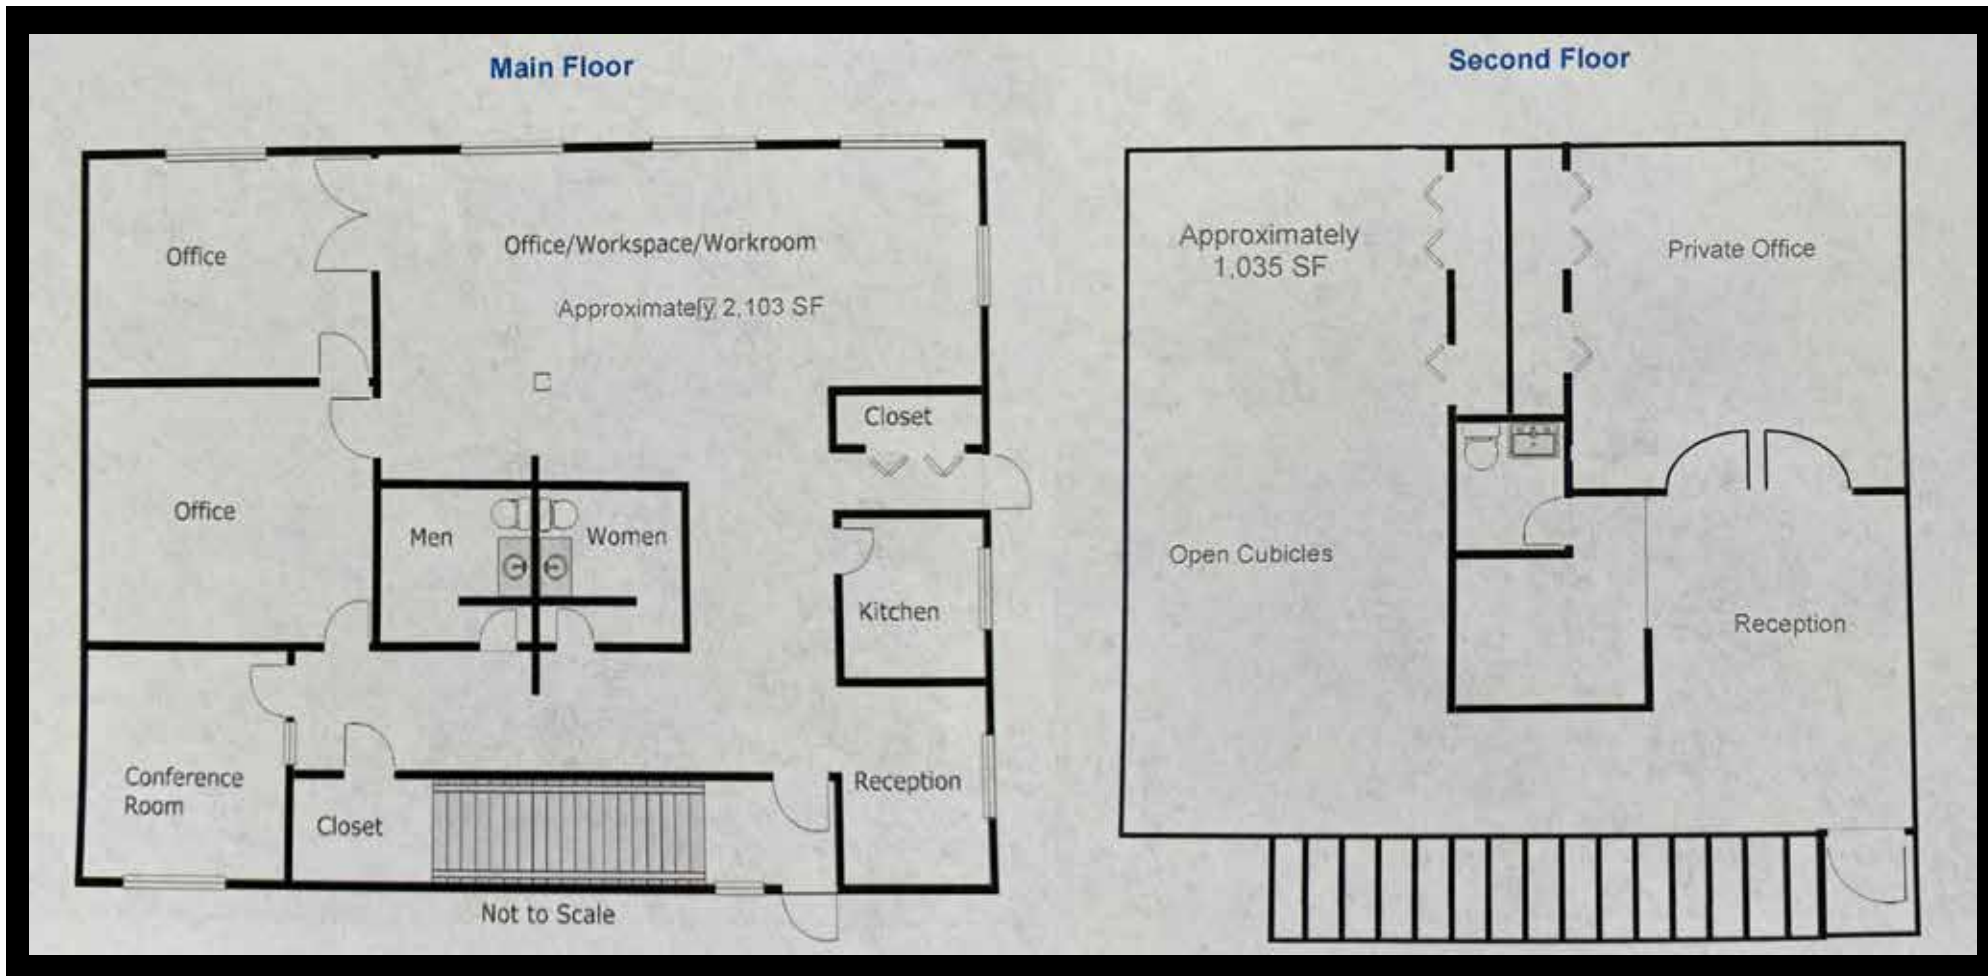 Main Floor
Office
Office/Workspace/Workroom
Approximately 2,103 SF
Closet
Office
Men
Women
Kitchen
Conference
Room
Closet
Reception
Not to Scale
Second Floor
Approximately
1,035 SF
Private Office
Open Cubicles
Reception